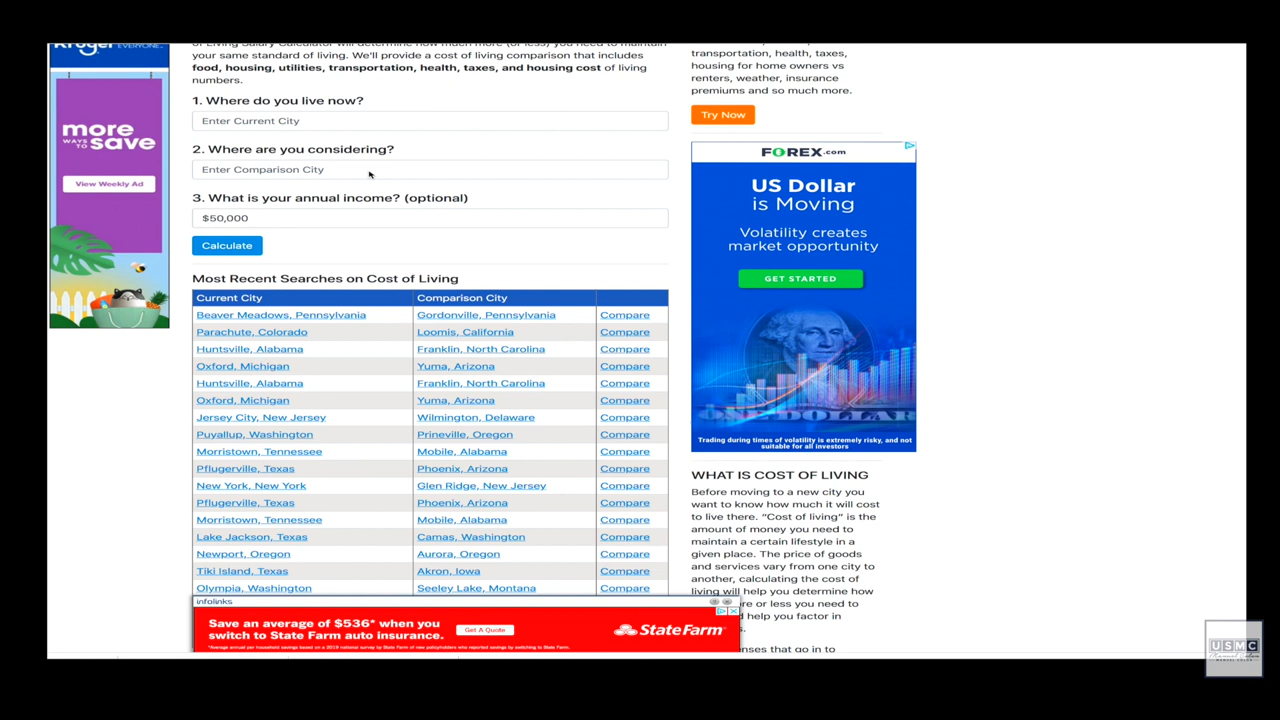 Kroger
EVERYONE
more
WAYS TO
save
View Weekly Ad
of Living Salary Calculator will determine how much more (or less) you need to maintain
your same standard of living. We'll provide a cost of living comparison that includes
food, housing, utilities, transportation, health, taxes, and housing cost of living
numbers.
1. Where do you live now?
Enter Current City
2. Where are you considering?
Enter Comparison City
3. What is your annual income? (optional)
$50,000
Calculate
Most Recent Searches on Cost of Living
Current City Comparison City
Beaver Meadows, Pennsylvania Gordonville, Pennsylvania Compare
Parachute, Colorado Loomis, California Compare
Huntsville, Alabama Franklin, North Carolina Compare
Oxford, Michigan Yuma, Arizona Compare
Huntsville, Alabama Franklin, North Carolina Compare
Oxford, Michigan Yuma, Arizona Compare
Jersey City, New Jersey Wilmington, Delaware Compare
Puyallup, Washington Prineville, Oregon Compare
Morristown, Tennessee Mobile, Alabama Compare
Pflugerville, Texas Phoenix, Arizona Compare
New York, New York Glen Ridge, New Jersey Compare
Pflugerville, Texas Phoenix, Arizona Compare
Morristown, Tennessee Mobile, Alabama Compare
Lake Jackson, Texas Camas, Washington Compare
Newport, Oregon Aurora, Oregon Compare
Tiki Island, Texas Akron, Iowa Compare
Olympia, Washington Seeley Lake, Montana Compare
infolinks
Save an average of $536* when you
switch to State Farm auto insurance.
Get A Quote
StateFarm
*Average annual per household savings based on a 2019 national survey by State Farm of new policyholders who reported savings by switching to State Farm.
transportation, health, taxes,
housing for home owners vs
renters, weather, insurance
premiums and so much more.
Try Now
FOREX.com
US Dollar
is Moving
Volatility creates
market opportunity
GET STARTED
ONE DOLLAR
Trading during times of volatility is extremely risky, and not
suitable for all investors
WHAT IS COST OF LIVING
Before moving to a new city you
want to know how much it will cost
to live there. “Cost of living” is the
amount of money you need to
maintain a certain lifestyle in a
given place. The price of goods
and services vary from one city to
another, calculating the cost of
living will help you determine how
re or less you need to
d help you factor in
s.
enses that go in to
USMC
MANUEL COLON